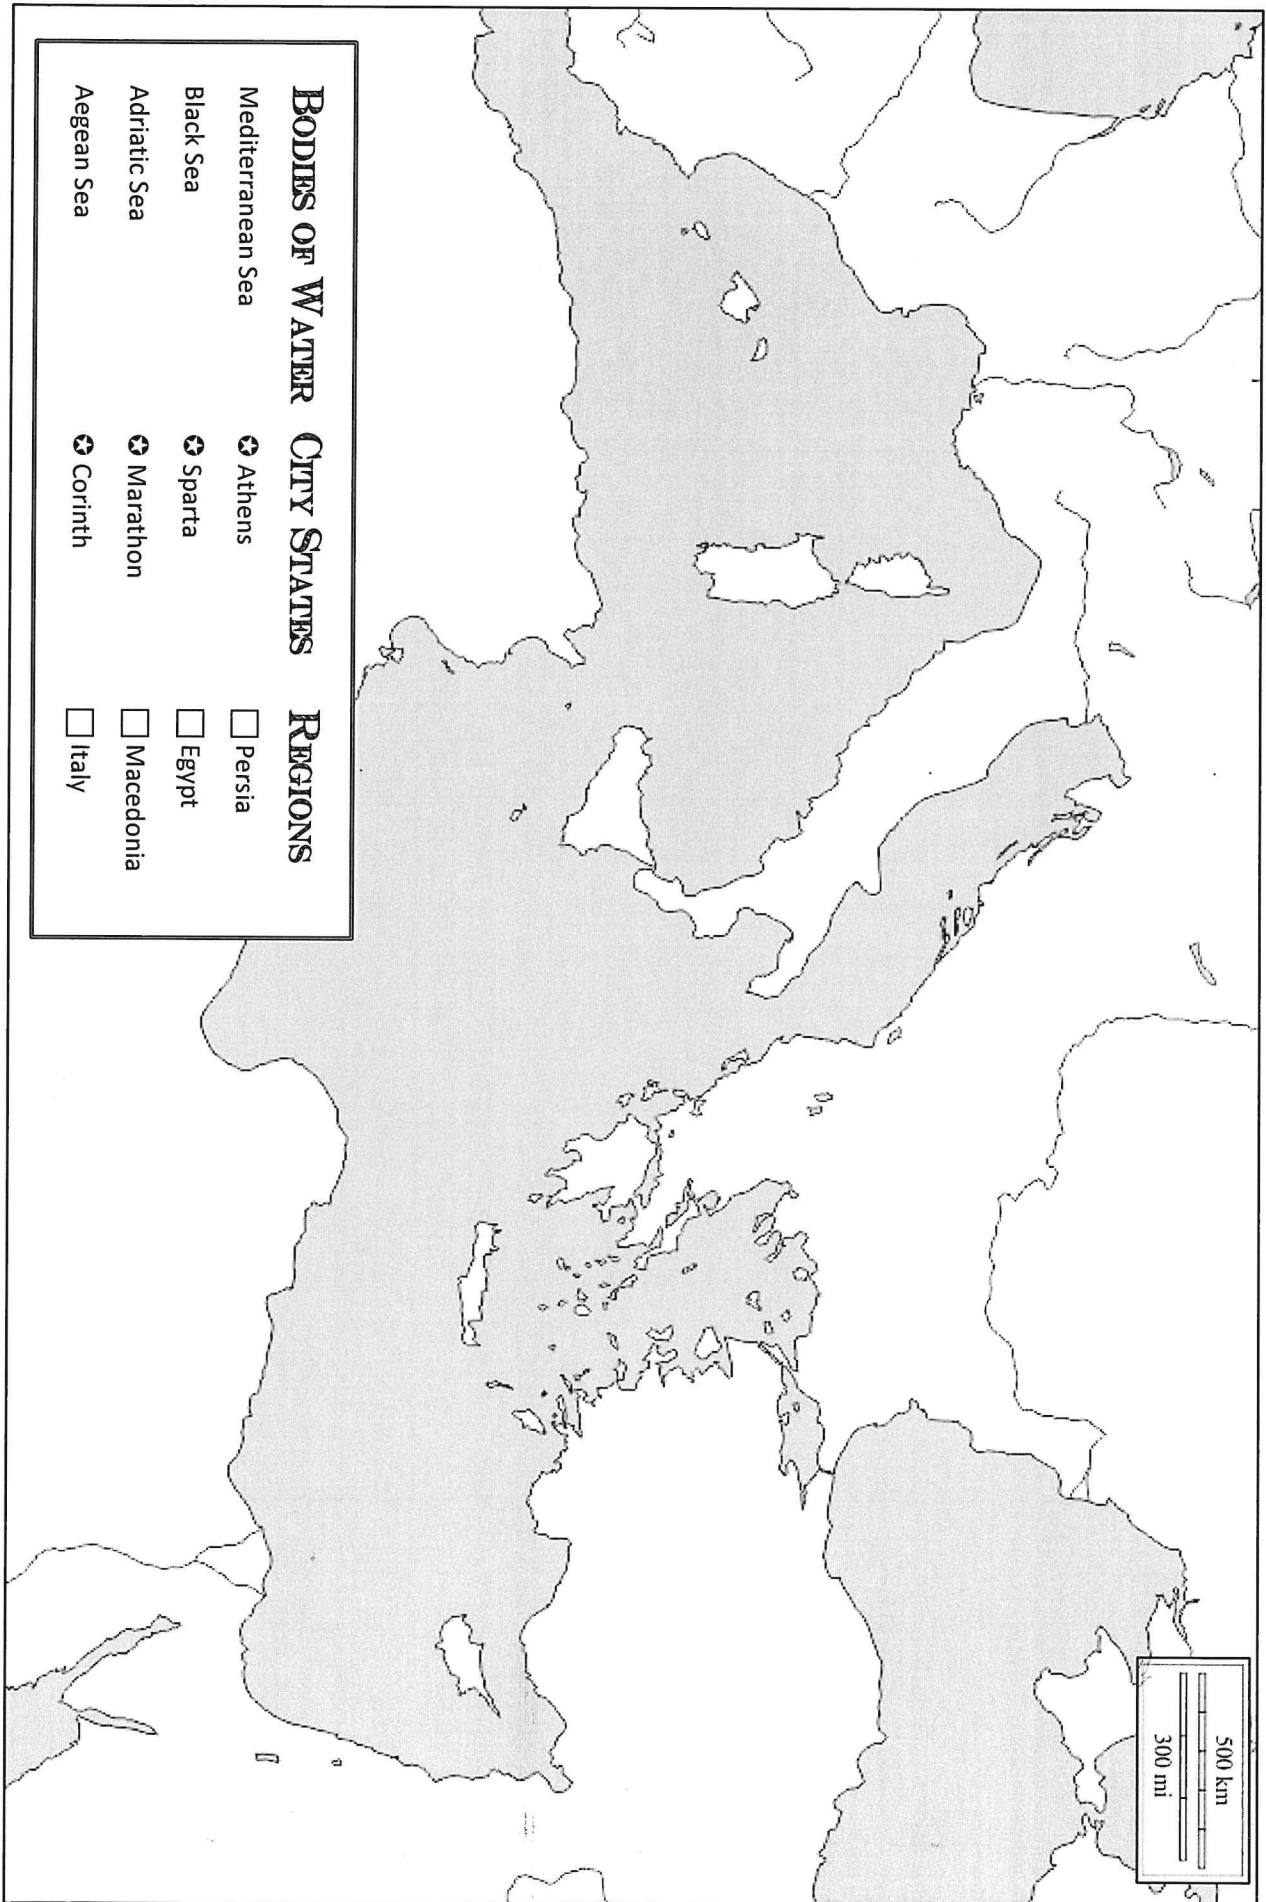 BODIES OF WATER CITY STATES REGIONS
Mediterranean Sea ✪ Athens □ Persia
Black Sea ✪ Sparta □ Egypt
Adriatic Sea ✪ Marathon □ Macedonia
Aegean Sea ✪ Corinth □ Italy
500 km
300 mi